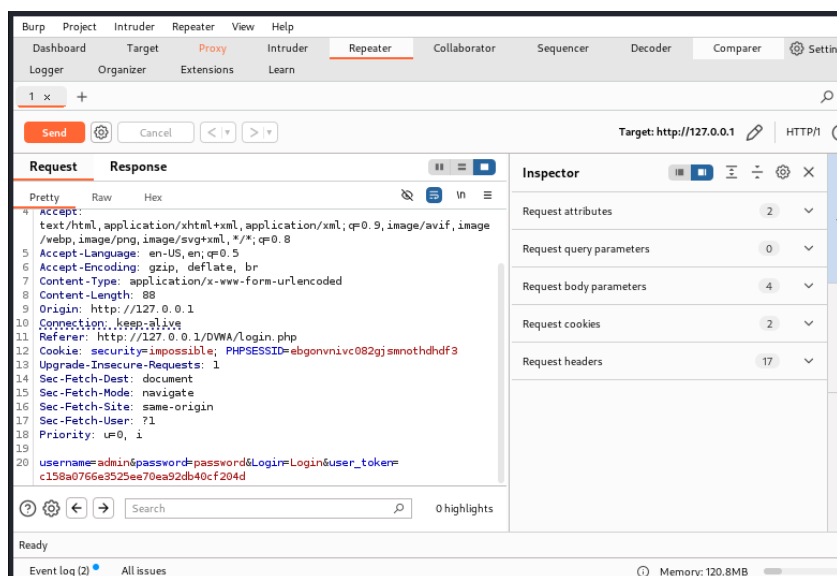 Burp Project Intruder Repeater View Help
Dashboard Target Proxy Intruder Repeater Collaborator Sequencer Decoder Comparer
Logger Organizer Extensions Learn
1 × +
Send Cancel < > Target: http://127.0.0.1 HTTP/1
Request Response
Pretty Raw Hex \n
4 Accept:
text/html,application/xhtml+xml,application/xml;q=0.9,image/avif,image
/webp,image/png,image/svg+xml,*/*;q=0.8
5 Accept-Language: en-US,en;q=0.5
6 Accept-Encoding: gzip, deflate, br
7 Content-Type: application/x-www-form-urlencoded
8 Content-Length: 88
9 Origin: http://127.0.0.1
10 Connection: keep-alive
11 Referer: http://127.0.0.1/DVWA/login.php
12 Cookie: security=impossible; PHPSESSID=ebgonvnivc082gjsmnothdhdf3
13 Upgrade-Insecure-Requests: 1
14 Sec-Fetch-Dest: document
15 Sec-Fetch-Mode: navigate
16 Sec-Fetch-Site: same-origin
17 Sec-Fetch-User: ?1
18 Priority: u=0, i
19
20 username=admin&password=password&Login=Login&user_token=
c158a0766e3525ee70ea92db40cf204d
Search 0 highlights
Inspector
Request attributes 2
Request query parameters 0
Request body parameters 4
Request cookies 2
Request headers 17
Ready
Event log (2) All issues Memory: 120.8MB